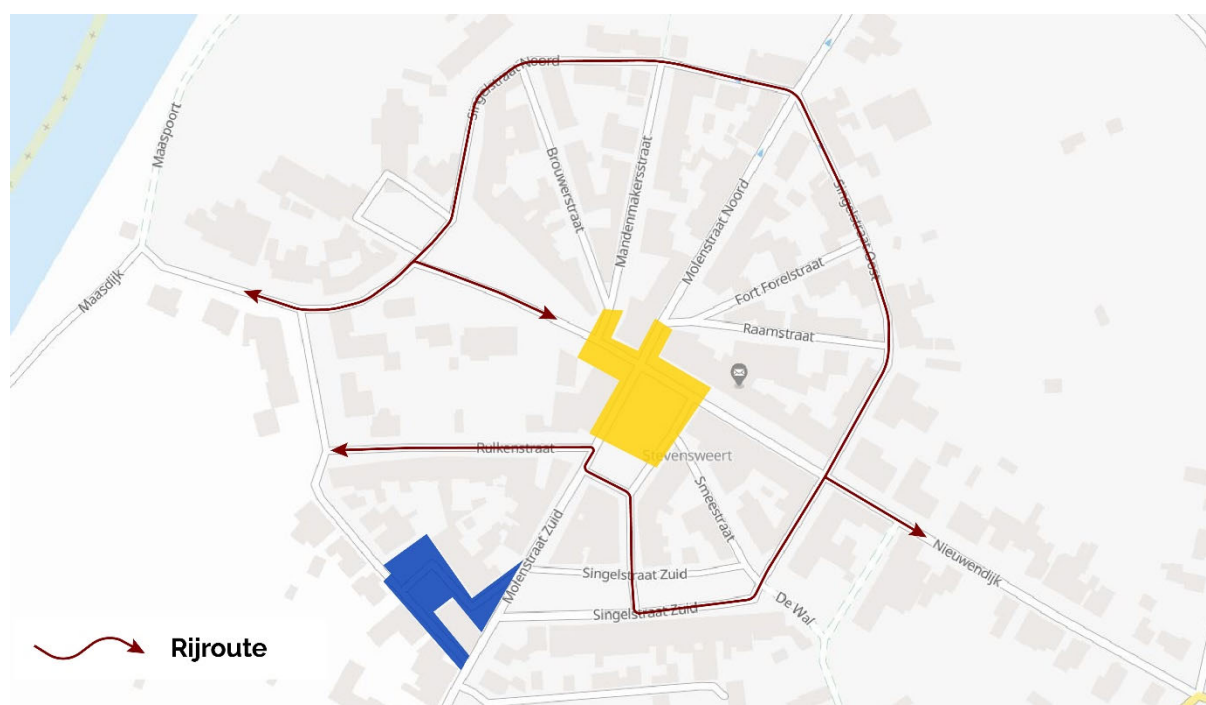 Singelstraat Noord
Maaspoort
Brouwerstraat
Mandenmakersstraat
Molenstraat Noord
Singelstraat Oost
Fort Forelstraat
Raamstraat
Maasdijk
Ruikenstraat
Stevensweert
Smeestraat
Molenstraat Zuid
Singelstraat Zuid
Singelstraat Zuid
De Wal
Nieuwendijk
Rijroute